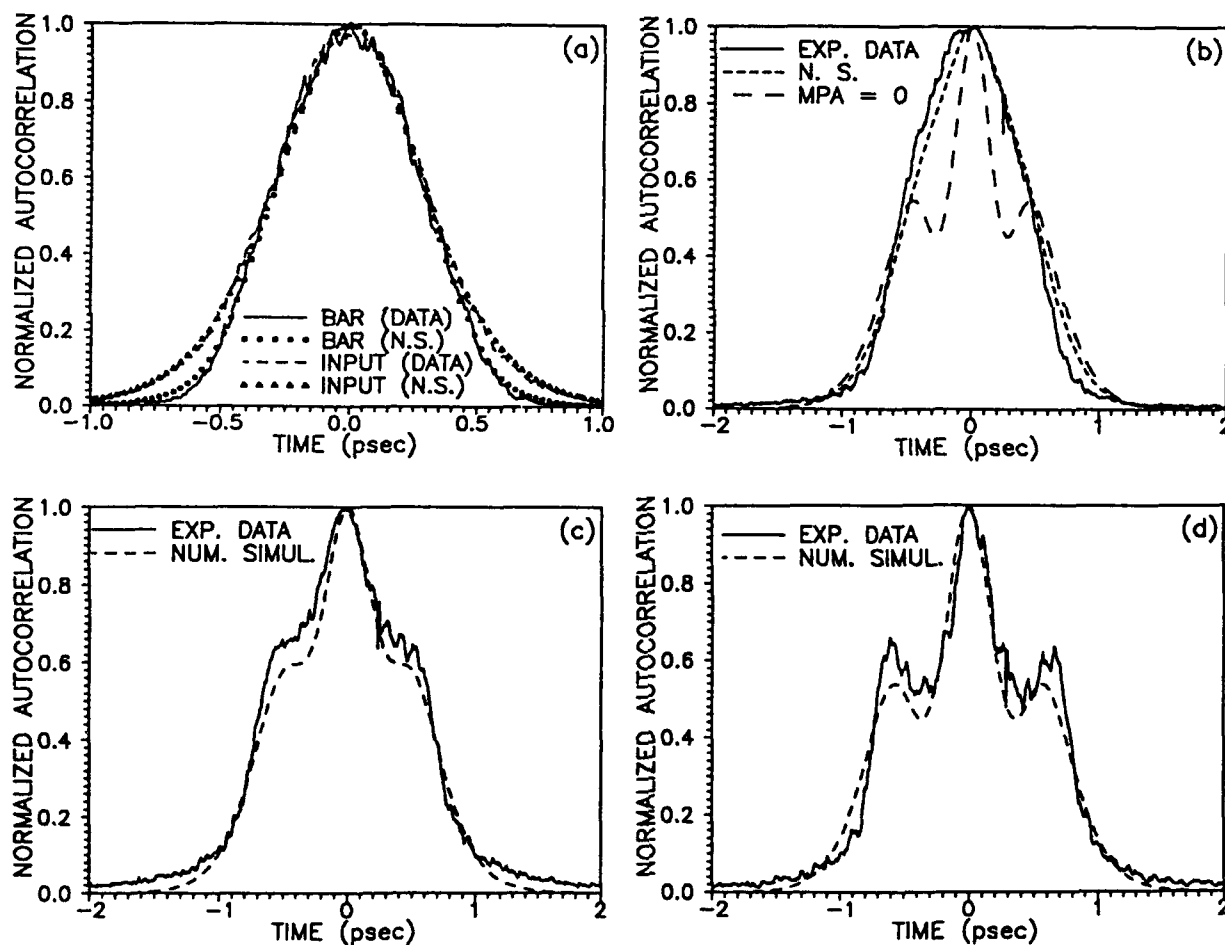 (a)
NORMALIZED AUTOCORRELATION
1.0
0.8
0.6
0.4
0.2
0.0
BAR (DATA)
BAR (N.S.)
INPUT (DATA)
INPUT (N.S.)
-1.0 -0.5 0.0 0.5 1.0
TIME (psec)
(b)
NORMALIZED AUTOCORRELATION
1.0
0.8
0.6
0.4
0.2
0.0
EXP. DATA
N. S.
MPA = 0
-2 -1 0 1 2
TIME (psec)
(c)
NORMALIZED AUTOCORRELATION
1.0
0.8
0.6
0.4
0.2
0.0
EXP. DATA
NUM. SIMUL.
-2 -1 0 1 2
TIME (psec)
(d)
NORMALIZED AUTOCORRELATION
1.0
0.8
0.6
0.4
0.2
0.0
EXP. DATA
NUM. SIMUL.
-2 -1 0 1 2
TIME (psec)